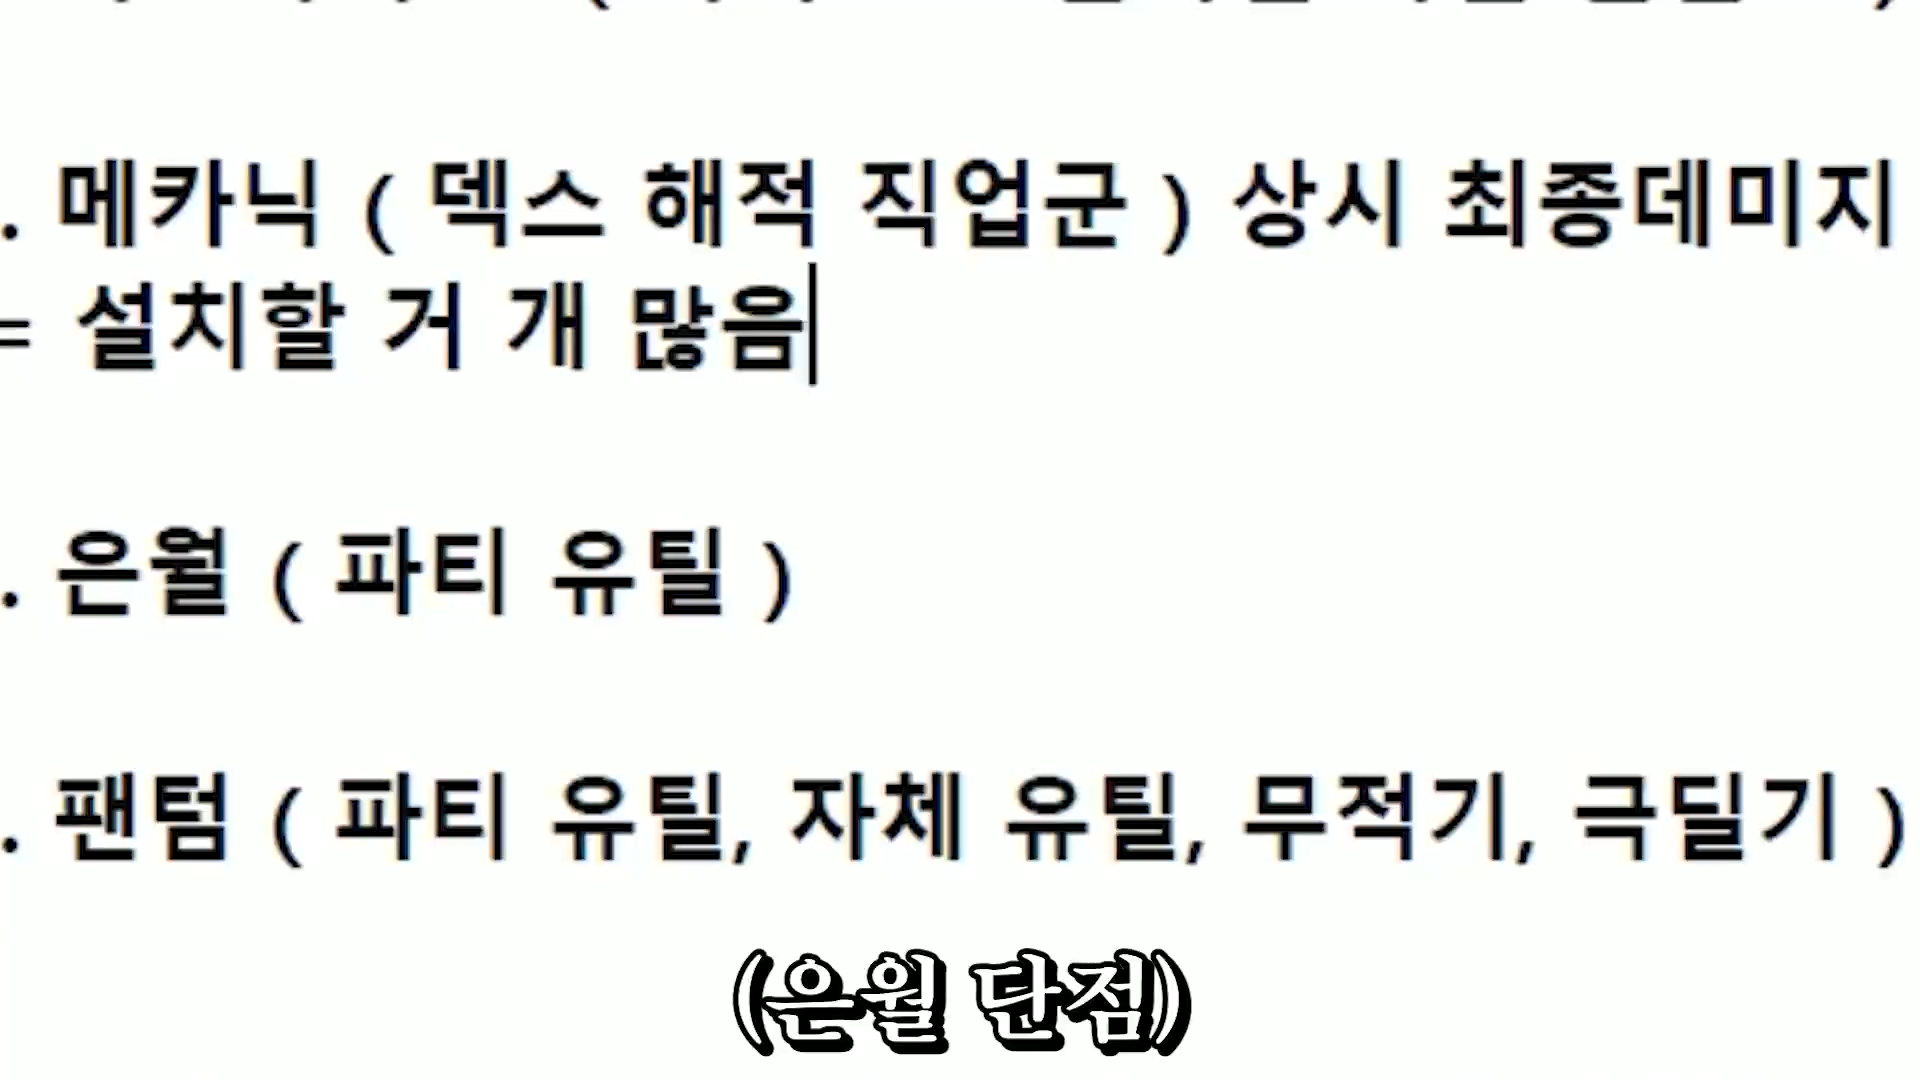 . 메카닉 ( 덱스 해적 직업군 ) 상시 최종데미지
= 설치할 거 개 많음
. 은월 ( 파티 유틸 )
. 팬텀 ( 파티 유틸, 자체 유틸, 무적기, 극딜기 )
(은월 단점)